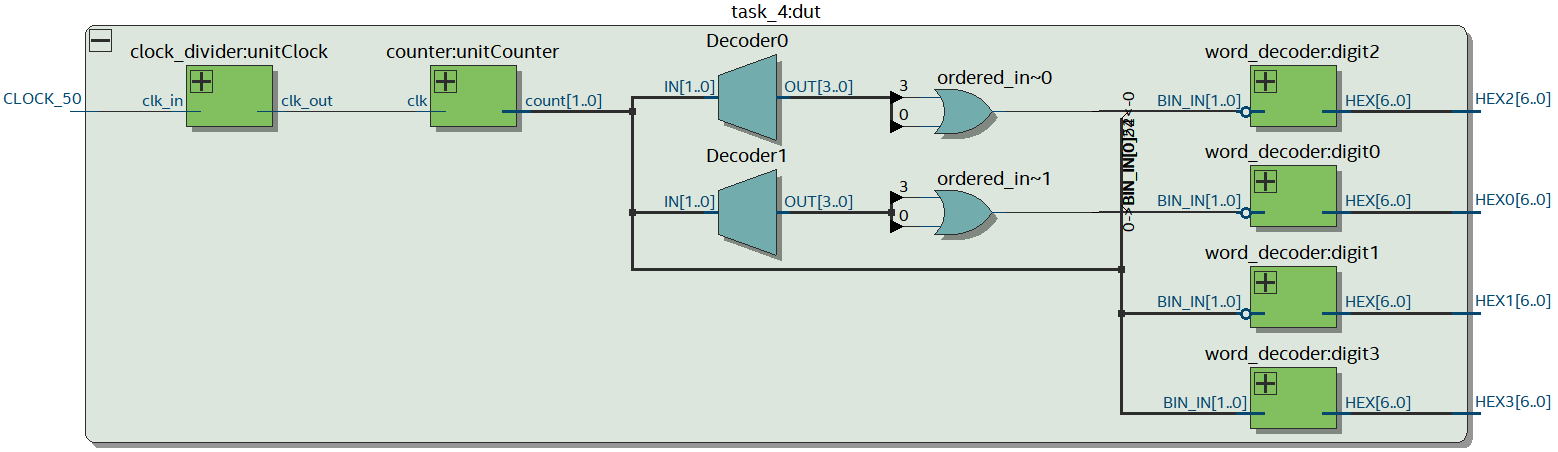 task_4:dut
clock_divider:unitClock
CLOCK_50
clk_in
clk_out
counter:unitCounter
clk
count[1..0]
Decoder0
IN[1..0]
OUT[3..0]
3
0
ordered_in~0
Decoder1
IN[1..0]
OUT[3..0]
3
0
ordered_in~1
word_decoder:digit2
BIN_IN[1..0]
HEX[6..0]
HEX2[6..0]
word_decoder:digit0
BIN_IN[1..0]
HEX[6..0]
HEX0[6..0]
word_decoder:digit1
BIN_IN[1..0]
HEX[6..0]
HEX1[6..0]
word_decoder:digit3
BIN_IN[1..0]
HEX[6..0]
HEX3[6..0]